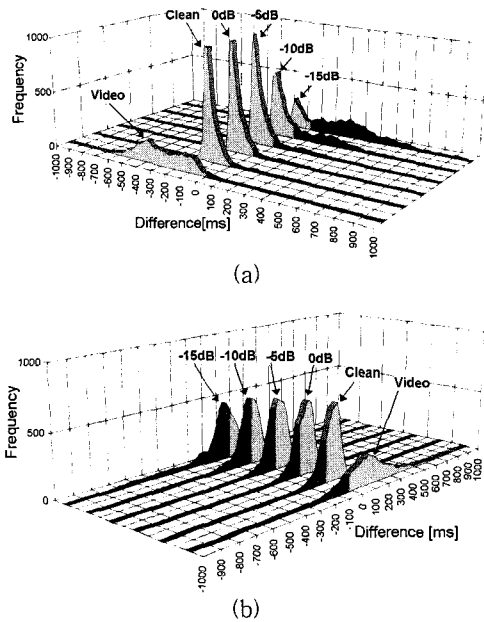 1000
500
0
Frequency
Clean
0dB
-5dB
-10dB
-15dB
Video
-1000
-900
-800
-700
-600
-500
-400
-300
-200
-100
0
100
200
300
400
500
600
700
800
900
1000
Difference[ms]
(a)
1000
500
0
Frequency
-15dB
-10dB
-5dB
0dB
Clean
Video
-1000
-900
-800
-700
-600
-500
-400
-300
-200
-100
0
100
200
300
400
500
600
700
800
900
1000
Difference [ms]
(b)